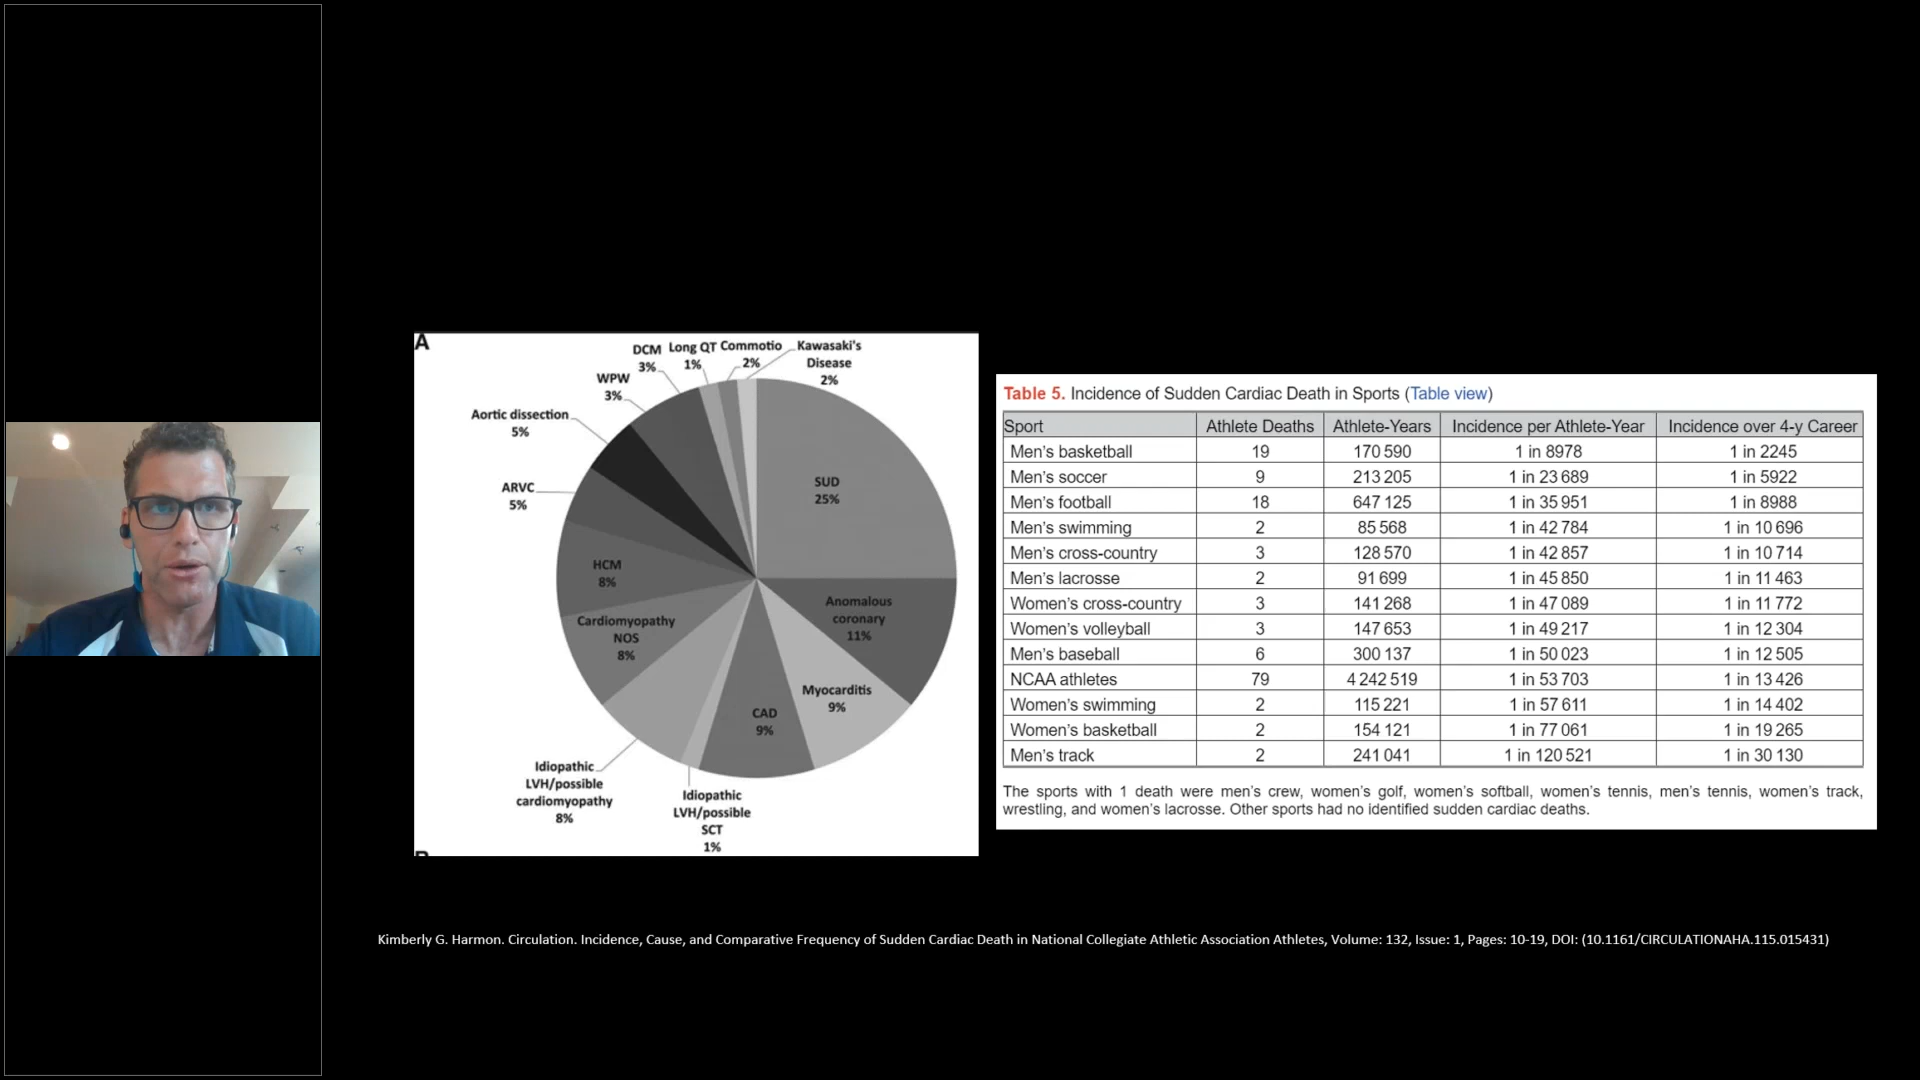 A
DCM
3%
Long QT
1%
Commotio
2%
Kawasaki's
Disease
2%
WPW
3%
Aortic dissection
5%
ARVC
5%
HCM
8%
Cardiomyopathy
NOS
8%
Idiopathic
LVH/possible
cardiomyopathy
8%
Idiopathic
LVH/possible
SCT
1%
CAD
9%
Myocarditis
9%
Anomalous
coronary
11%
SUD
25%
Table 5. Incidence of Sudden Cardiac Death in Sports (Table view)
Sport Athlete Deaths Athlete-Years Incidence per Athlete-Year Incidence over 4-y Career
Men's basketball 19 170 590 1 in 8978 1 in 2245
Men's soccer 9 213 205 1 in 23 689 1 in 5922
Men's football 18 647 125 1 in 35 951 1 in 8988
Men's swimming 2 85 568 1 in 42 784 1 in 10 696
Men's cross-country 3 128 570 1 in 42 857 1 in 10 714
Men's lacrosse 2 91 699 1 in 45 850 1 in 11 463
Women's cross-country 3 141 268 1 in 47 089 1 in 11 772
Women's volleyball 3 147 653 1 in 49 217 1 in 12 304
Men's baseball 6 300 137 1 in 50 023 1 in 12 505
NCAA athletes 79 4 242 519 1 in 53 703 1 in 13 426
Women's swimming 2 115 221 1 in 57 611 1 in 14 402
Women's basketball 2 154 121 1 in 77 061 1 in 19 265
Men's track 2 241 041 1 in 120 521 1 in 30 130
The sports with 1 death were men's crew, women's golf, women's softball, women's tennis, men's tennis, women's track,
wrestling, and women's lacrosse. Other sports had no identified sudden cardiac deaths.
Kimberly G. Harmon. Circulation. Incidence, Cause, and Comparative Frequency of Sudden Cardiac Death in National Collegiate Athletic Association Athletes, Volume: 132, Issue: 1, Pages: 10-19, DOI: (10.1161/CIRCULATIONAHA.115.015431)